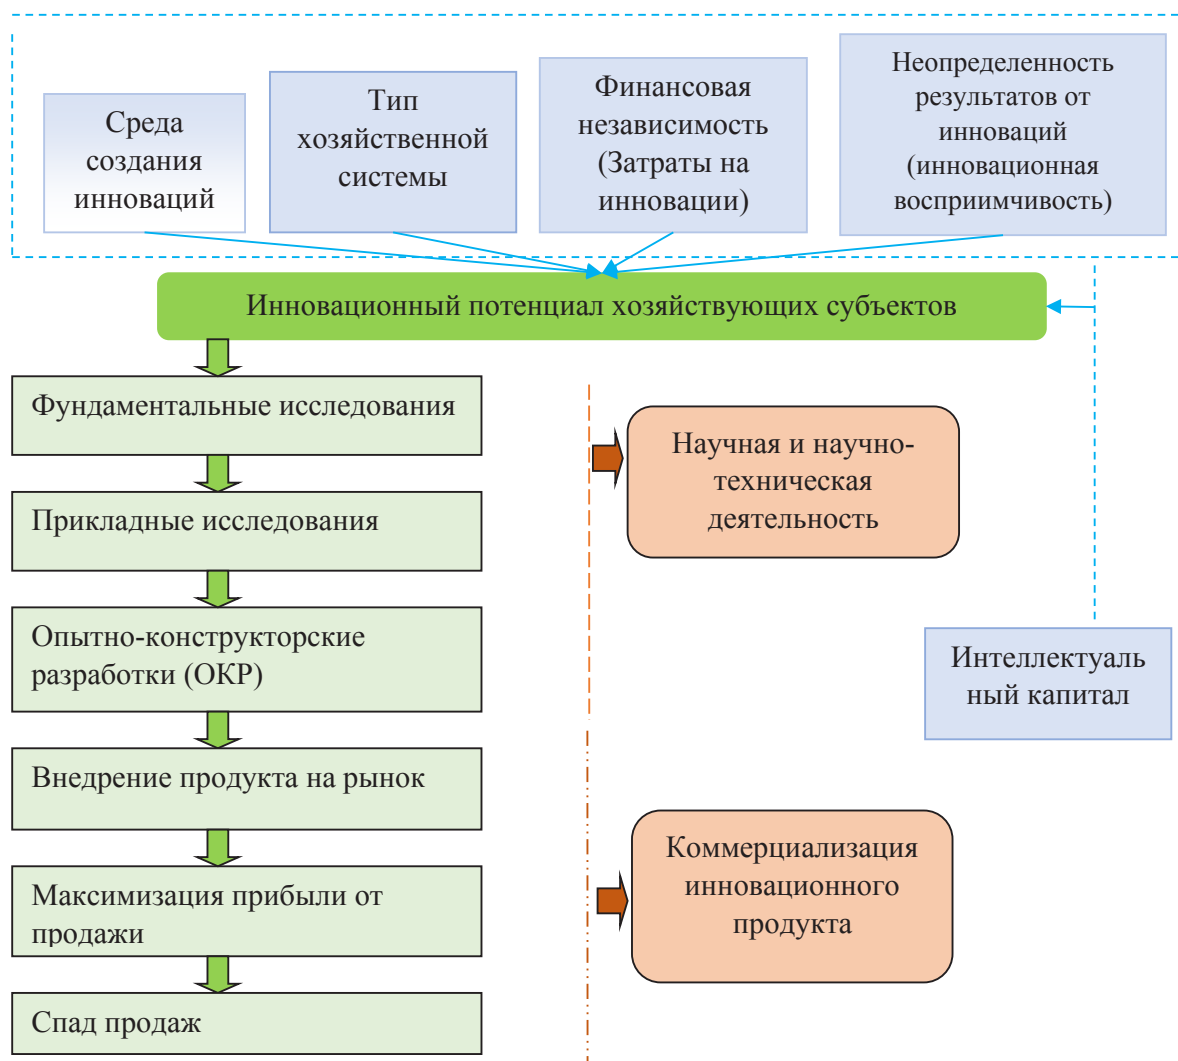 Среда
создания
инноваций
Тип
хозяйственной
системы
Финансовая
независимость
(Затраты на
инновации)
Неопределенность
результатов от
инноваций
(инновационная
восприимчивость)
Инновационный потенциал хозяйствующих субъектов
Фундаментальные исследования
Прикладные исследования
Опытно-конструкторские
разработки (ОКР)
Внедрение продукта на рынок
Максимизация прибыли от
продажи
Спад продаж
Научная и научно-
техническая
деятельность
Интеллектуаль
ный капитал
Коммерциализация
инновационного
продукта